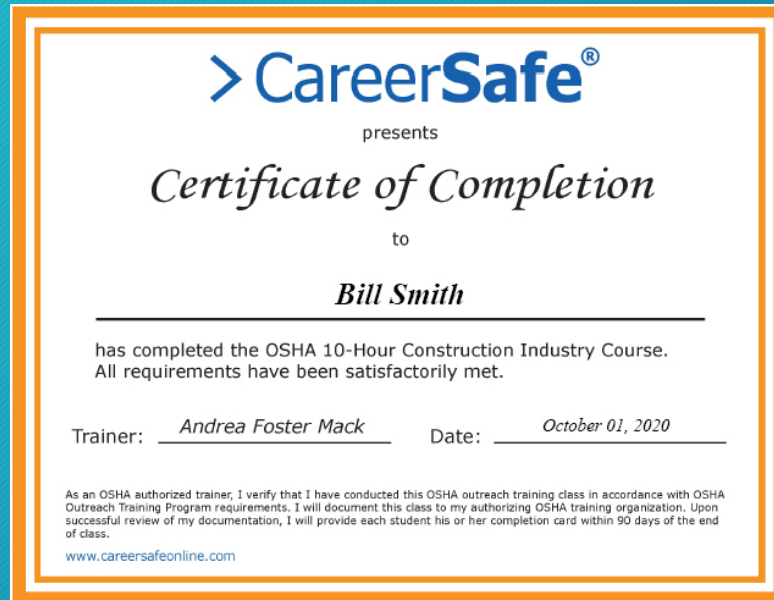 > CareerSafe®
presents
Certificate of Completion
to
Bill Smith
has completed the OSHA 10-Hour Construction Industry Course.
All requirements have been satisfactorily met.
Trainer: Andrea Foster Mack Date: October 01, 2020
As an OSHA authorized trainer, I verify that I have conducted this OSHA outreach training class in accordance with OSHA
Outreach Training Program requirements. I will document this class to my authorizing OSHA training organization. Upon
successful review of my documentation, I will provide each student his or her completion card within 90 days of the end
of class.
www.careersafeonline.com